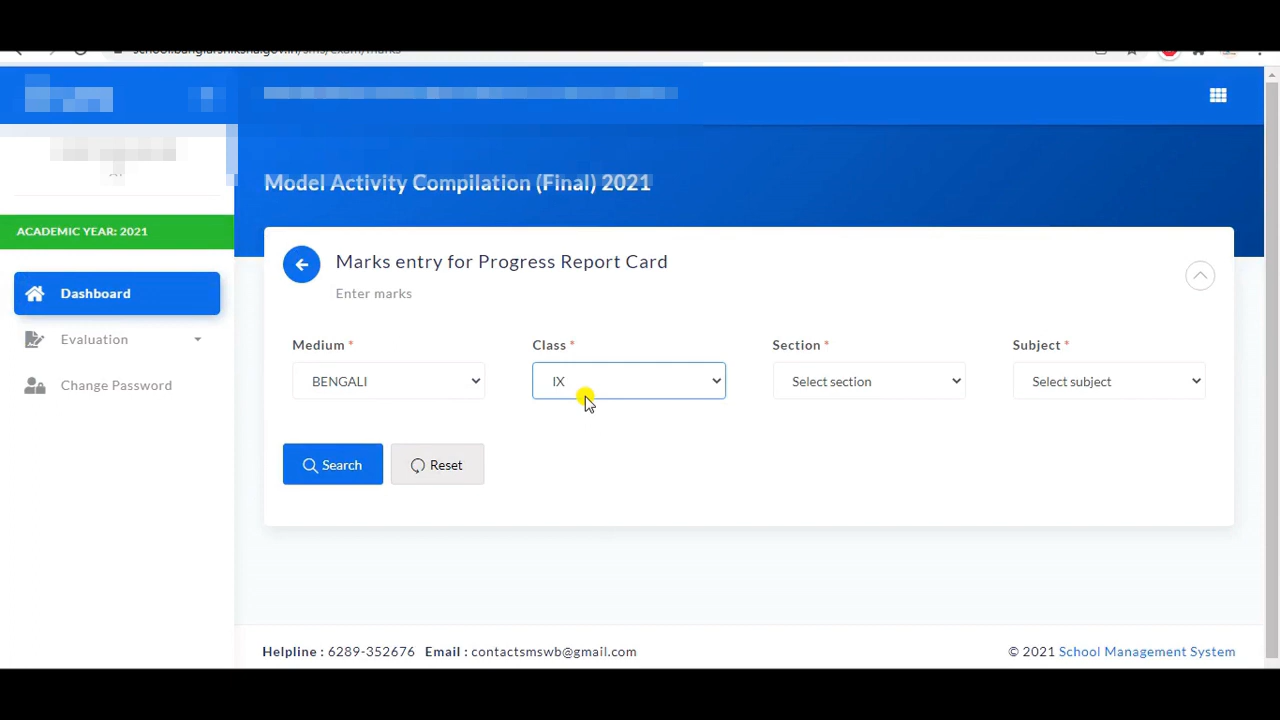 Model Activity Compilation (Final) 2021
ACADEMIC YEAR: 2021
Dashboard
Evaluation
Change Password
Marks entry for Progress Report Card
Enter marks
Medium * Class * Section * Subject *
BENGALI IX Select section Select subject
Search Reset
Helpline : 6289-352676 Email : contactsmswb@gmail.com © 2021 School Management System